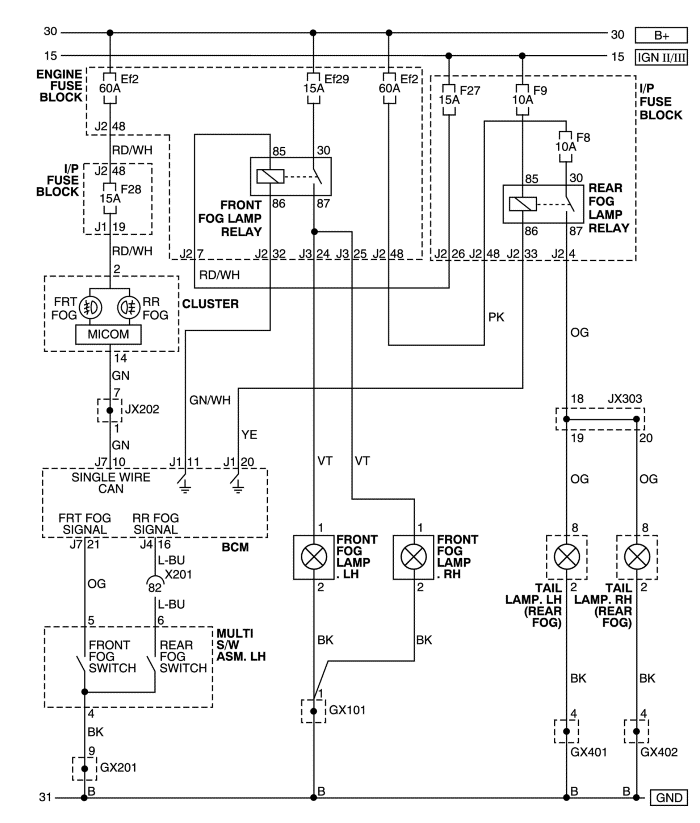 30 30 B+
15 15 IGN II/III
ENGINE
FUSE
BLOCK
Ef2
60A
Ef29
15A
Ef2
60A
F27
15A
F9
10A
I/P
FUSE
BLOCK
F8
10A
J2 48
RD/WH
I/P
FUSE
BLOCK
J2 48
F28
15A
J1 19
RD/WH
85 30
86 87
FRONT
FOG LAMP
RELAY
85 30
86 87
REAR
FOG
LAMP
RELAY
J2 7 J2 32 J3 24 J3 25 J2 48 J2 26 J2 48 J2 33 J2 4
RD/WH
2
FRT
FOG
RR
FOG
CLUSTER
MICOM
14
GN
7
JX202
1
GN
PK
OG
GN/WH
YE
18 JX303
19 20
J7 10 J1 11 J1 20
SINGLE WIRE
CAN
VT VT
OG OG
FRT FOG
SIGNAL
RR FOG
SIGNAL
BCM
J7 21 J4 16
L-BU
X201
82
L-BU
OG
1
FRONT
FOG
LAMP
. LH
2
1
FRONT
FOG
LAMP
. RH
2
8
TAIL
LAMP. LH
(REAR
FOG)
2
8
TAIL
LAMP. RH
(REAR
FOG)
2
5 6
MULTI
S/W
ASM. LH
FRONT
FOG
SWITCH
REAR
FOG
SWITCH
BK BK
BK BK
4
BK
1
GX101
4
GX401
4
GX402
9
GX201
31 B B B B GND